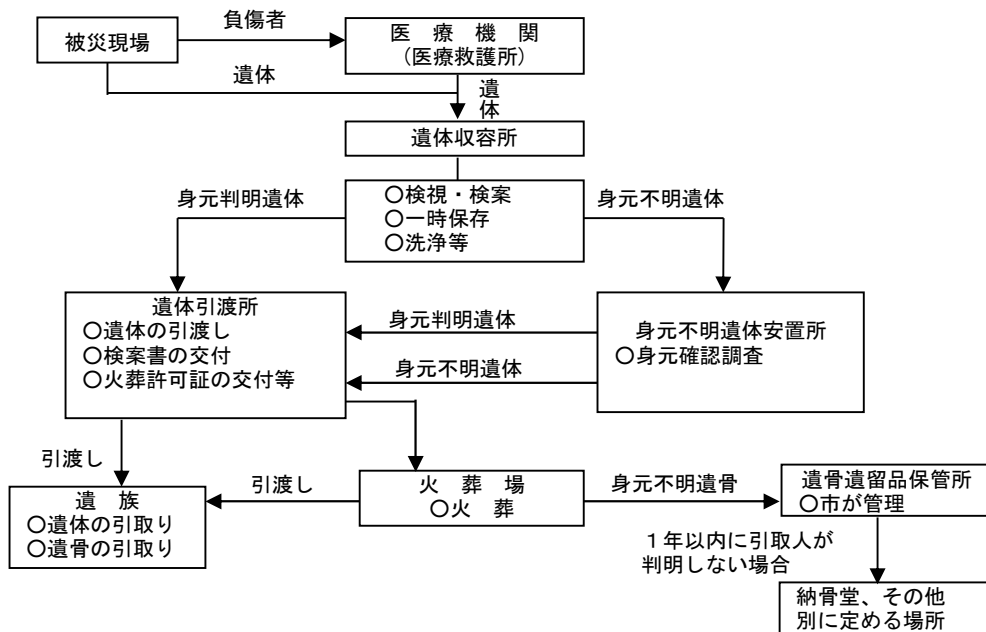 負傷者
被災現場
医　療　機　関
（医療救護所）
遺体
遺体
遺体収容所
○検視・検案
○一時保存
○洗浄等
身元判明遺体
身元不明遺体
遺体引渡所
○遺体の引渡し
○検案書の交付
○火葬許可証の交付等
身元判明遺体
身元不明遺体
身元不明遺体安置所
○身元確認調査
引渡し
遺　族
○遺体の引取り
○遺骨の引取り
引渡し
火　葬　場
○火　葬
身元不明遺骨
遺骨遺留品保管所
○市が管理
１年以内に引取人が
判明しない場合
納骨堂、その他
別に定める場所